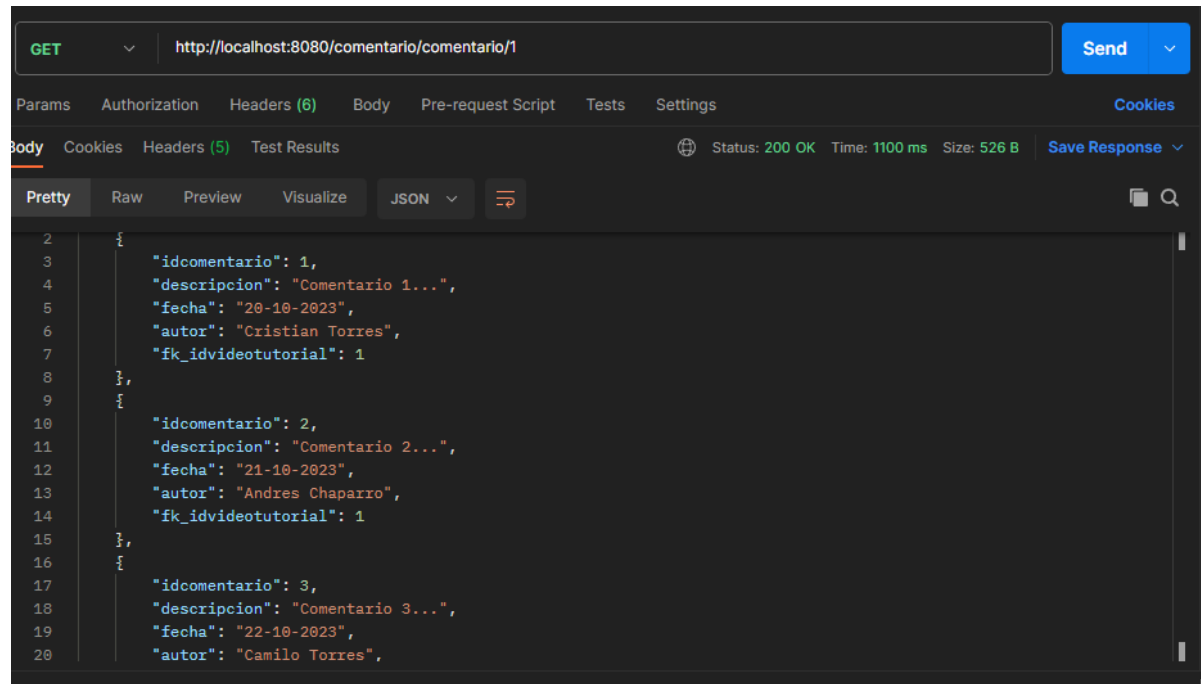 GET http://localhost:8080/comentario/comentario/1 Send
Params Authorization Headers (6) Body Pre-request Script Tests Settings Cookies
Body Cookies Headers (5) Test Results Status: 200 OK Time: 1100 ms Size: 526 B Save Response
Pretty Raw Preview Visualize JSON
2 {
3 "idcomentario": 1,
4 "descripcion": "Comentario 1...",
5 "fecha": "20-10-2023",
6 "autor": "Cristian Torres",
7 "fk_idvideotutorial": 1
8 },
9 {
10 "idcomentario": 2,
11 "descripcion": "Comentario 2...",
12 "fecha": "21-10-2023",
13 "autor": "Andres Chaparro",
14 "fk_idvideotutorial": 1
15 },
16 {
17 "idcomentario": 3,
18 "descripcion": "Comentario 3...",
19 "fecha": "22-10-2023",
20 "autor": "Camilo Torres",